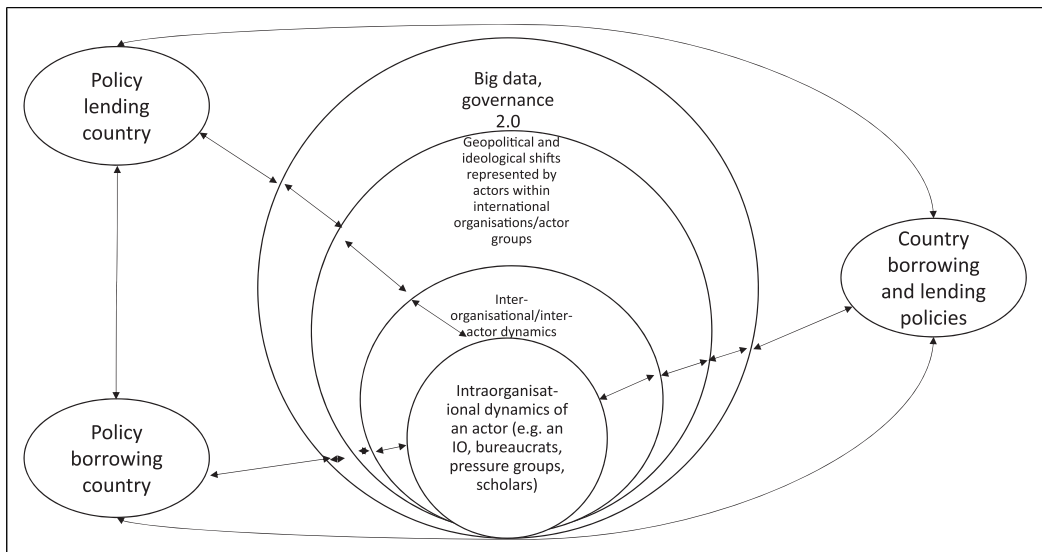 Policy
lending
country
Big data,
governance
2.0
Geopolitical and
ideological shifts
represented by
actors within
international
organisations/actor
groups
Country
borrowing
and lending
policies
Inter-
organisational/inter-
actor dynamics
Intraorganisat-
ional dynamics of
an actor (e.g. an
IO, bureaucrats,
pressure groups,
scholars)
Policy
borrowing
country